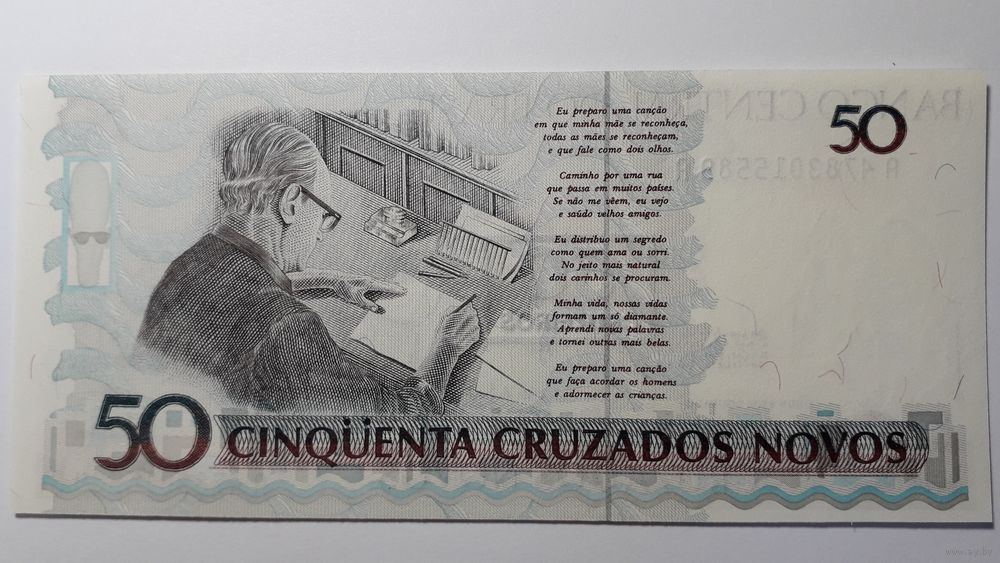 Eu preparo uma canção
em que minha mãe se reconheça,
todas as mães se reconheçam,
e que fale como dois olhos.
Caminho por uma rua
que passa em muitos países.
Se não me vêem, eu vejo
e saúdo velhos amigos.
Eu distribuo um segredo
como quem ama ou sorri.
No jeito mais natural
dois carinhos se procuram.
Minha vida, nossas vidas
formam um só diamante.
Aprendi novas palavras
e tornei outras mais belas.
Eu preparo uma canção
que faça acordar os homens
e adormecer as crianças.
50
50
CINQÜENTA CRUZADOS NOVOS